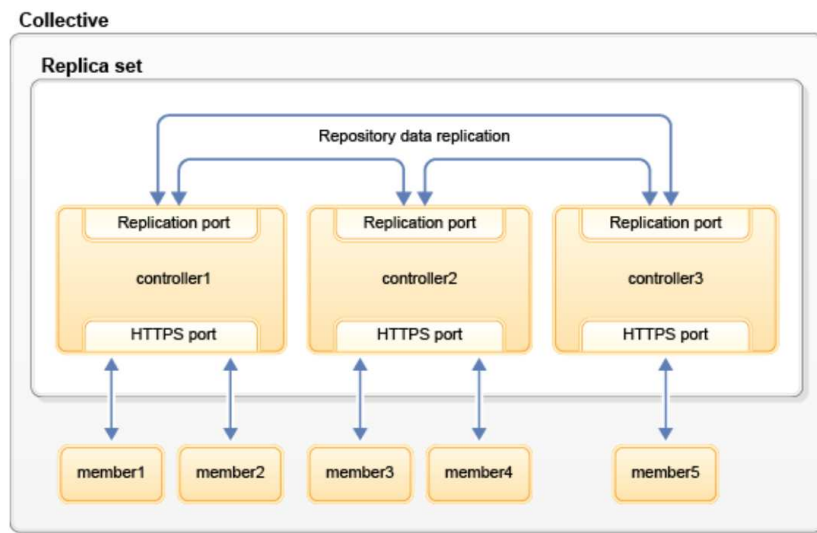 Collective
Replica set
Repository data replication
Replication port
Replication port
Replication port
controller1
controller2
controller3
HTTPS port
HTTPS port
HTTPS port
member1
member2
member3
member4
member5